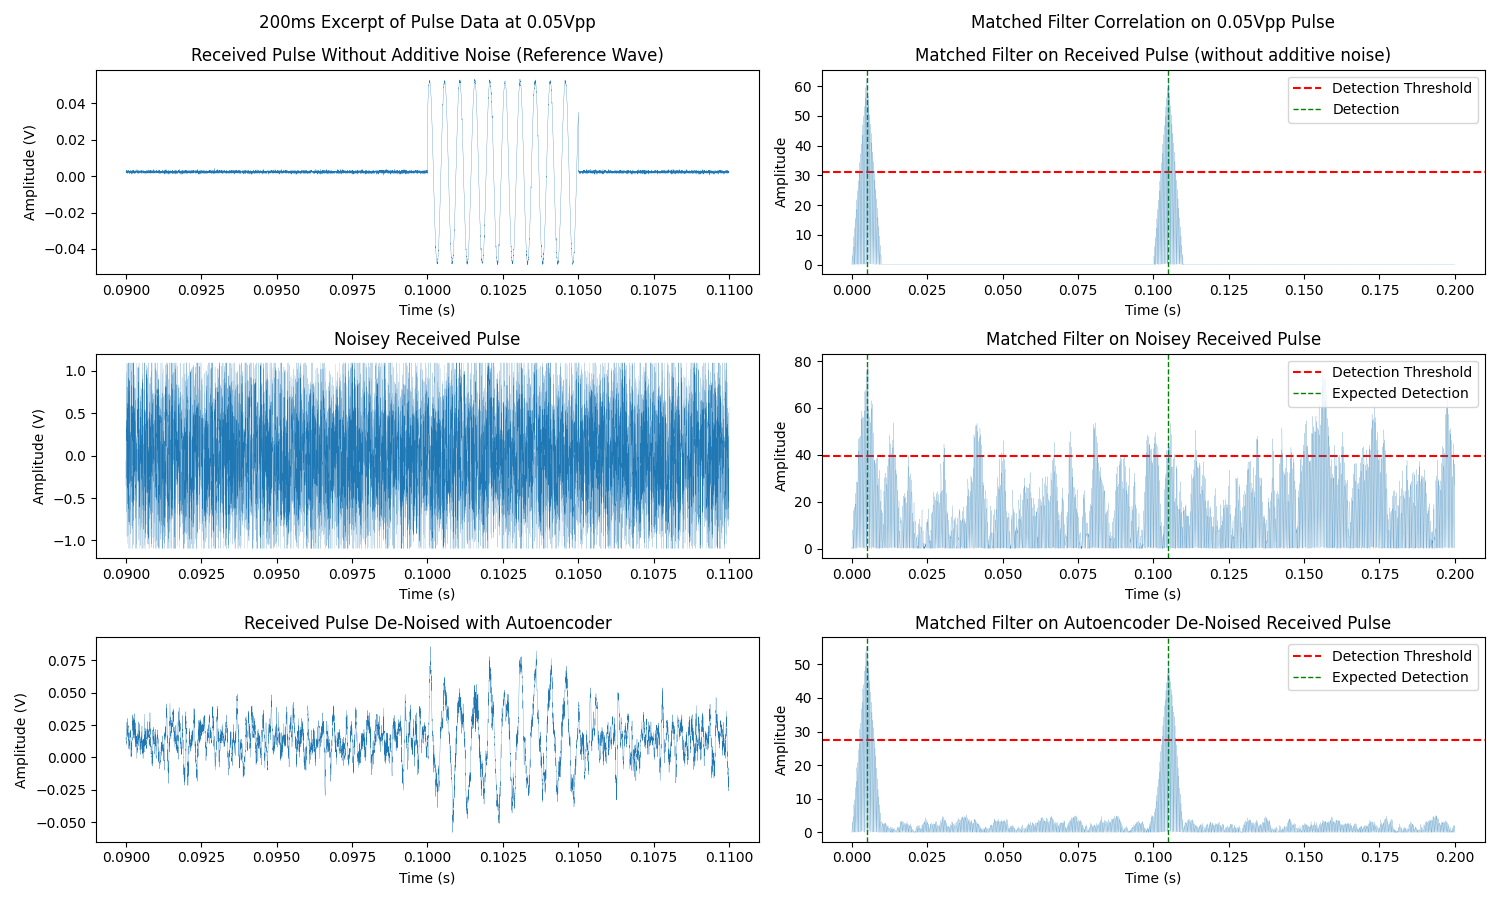 200ms Excerpt of Pulse Data at 0.05Vpp
Received Pulse Without Additive Noise (Reference Wave)
Amplitude (V)
0.04
0.02
0.00
−0.02
−0.04
0.0900 0.0925 0.0950 0.0975 0.1000 0.1025 0.1050 0.1075 0.1100
Time (s)
Matched Filter Correlation on 0.05Vpp Pulse
Matched Filter on Received Pulse (without additive noise)
Amplitude
60
50
40
30
20
10
0
Detection Threshold
Detection
0.000 0.025 0.050 0.075 0.100 0.125 0.150 0.175 0.200
Time (s)
Noisey Received Pulse
Amplitude (V)
1.0
0.5
0.0
−0.5
−1.0
0.0900 0.0925 0.0950 0.0975 0.1000 0.1025 0.1050 0.1075 0.1100
Time (s)
Matched Filter on Noisey Received Pulse
Amplitude
80
60
40
20
0
Detection Threshold
Expected Detection
0.000 0.025 0.050 0.075 0.100 0.125 0.150 0.175 0.200
Time (s)
Received Pulse De-Noised with Autoencoder
Amplitude (V)
0.075
0.050
0.025
0.000
−0.025
−0.050
0.0900 0.0925 0.0950 0.0975 0.1000 0.1025 0.1050 0.1075 0.1100
Time (s)
Matched Filter on Autoencoder De-Noised Received Pulse
Amplitude
50
40
30
20
10
0
Detection Threshold
Expected Detection
0.000 0.025 0.050 0.075 0.100 0.125 0.150 0.175 0.200
Time (s)